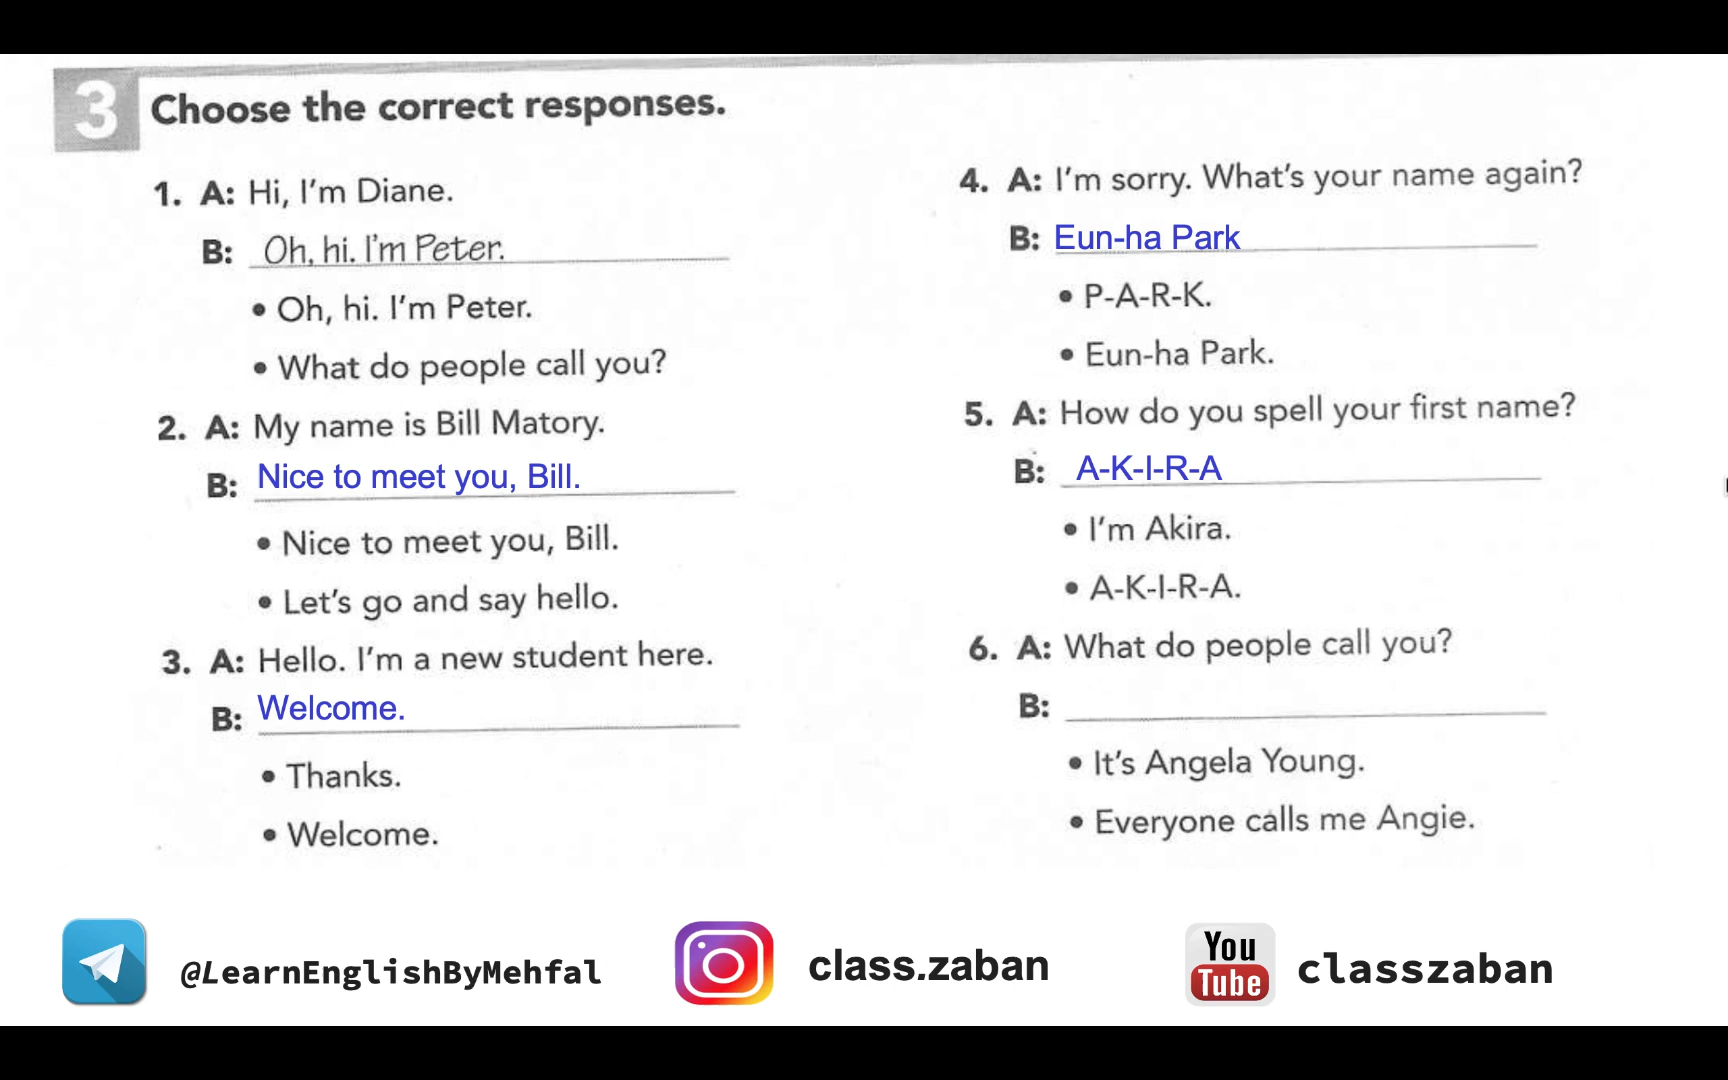 3 Choose the correct responses.
1. A: Hi, I'm Diane.
B: Oh, hi. I'm Peter.
• Oh, hi. I'm Peter.
• What do people call you?
2. A: My name is Bill Matory.
B: Nice to meet you, Bill.
• Nice to meet you, Bill.
• Let's go and say hello.
3. A: Hello. I'm a new student here.
B: Welcome.
• Thanks.
• Welcome.
4. A: I'm sorry. What's your name again?
B: Eun-ha Park
• P-A-R-K.
• Eun-ha Park.
5. A: How do you spell your first name?
B: A-K-I-R-A
• I'm Akira.
• A-K-I-R-A.
6. A: What do people call you?
B:
• It's Angela Young.
• Everyone calls me Angie.
@LearnEnglishByMehfal
class.zaban
You
Tube
classzaban